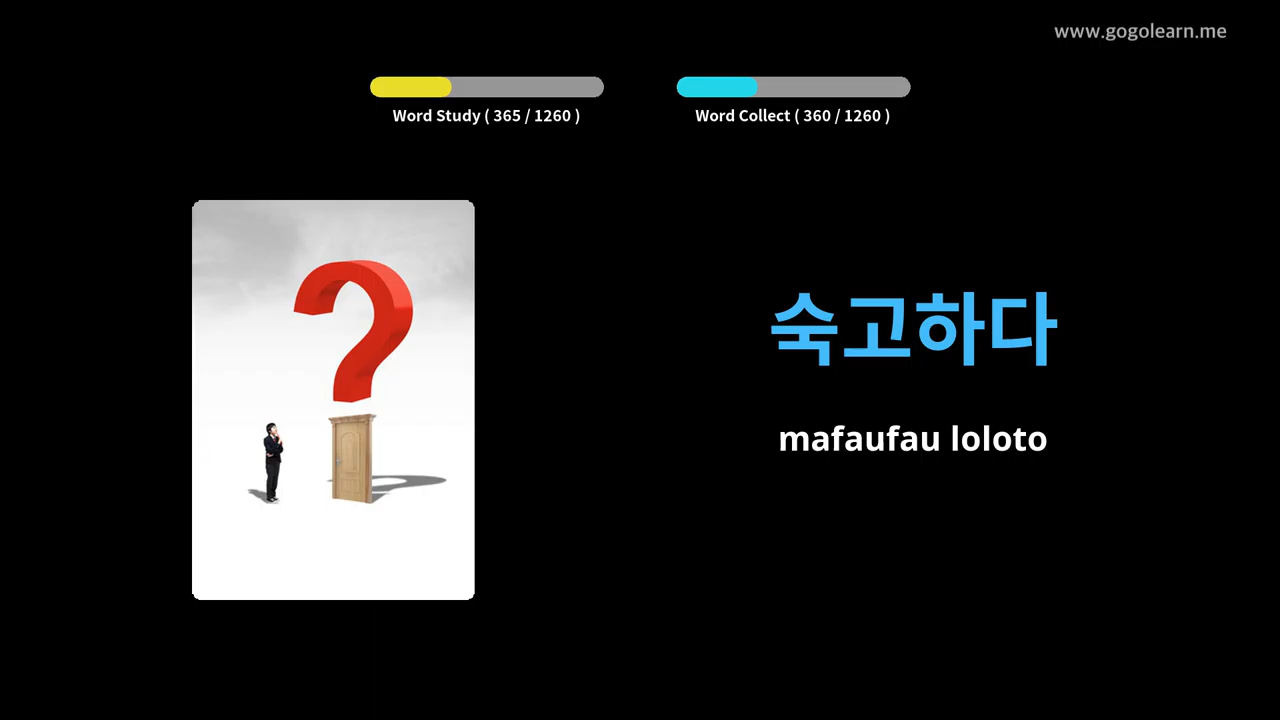 www.gogolearn.me
Word Study ( 365 / 1260 )
Word Collect ( 360 / 1260 )
숙고하다
mafaufau loloto